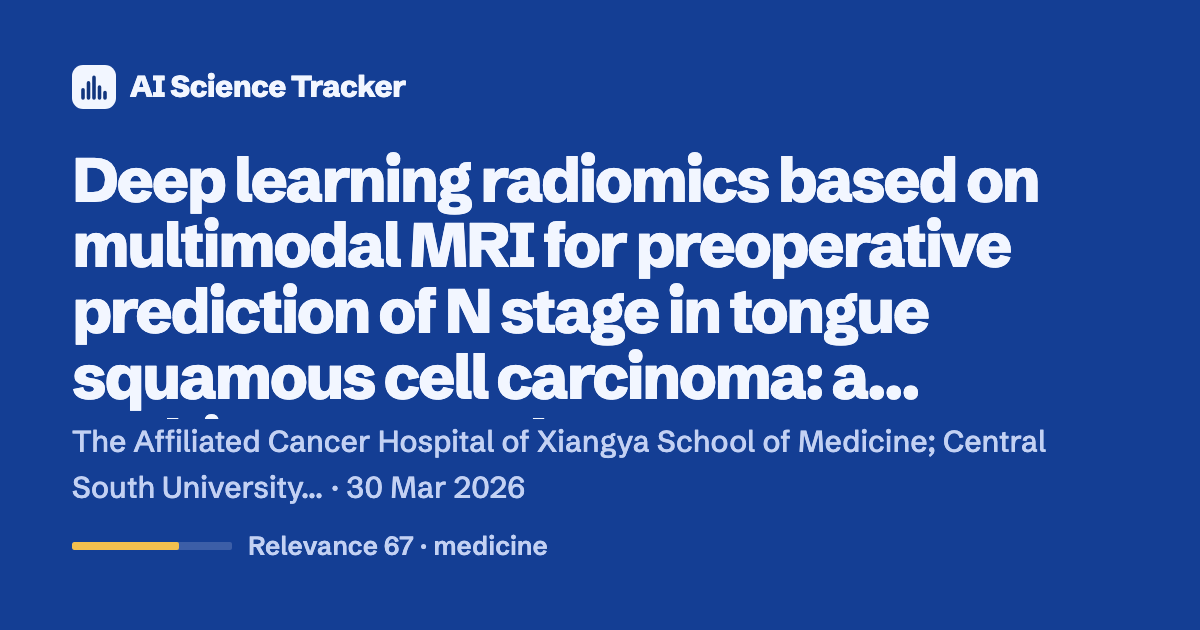 AI Science Tracker
Deep learning radiomics based on
multimodal MRI for preoperative
prediction of N stage in tongue
squamous cell carcinoma: a...
The Affiliated Cancer Hospital of Xiangya School of Medicine; Central
South University... · 30 Mar 2026
Relevance 67 · medicine